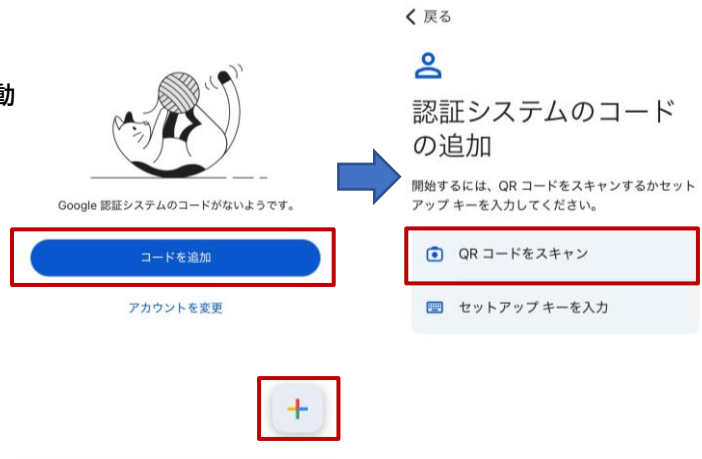 動
Google 認証システムのコードがないようです。
コードを追加
アカウントを変更
戻る
認証システムのコード
の追加
開始するには、QR コードをスキャンするかセット
アップ キーを入力してください。
QR コードをスキャン
セットアップ キーを入力